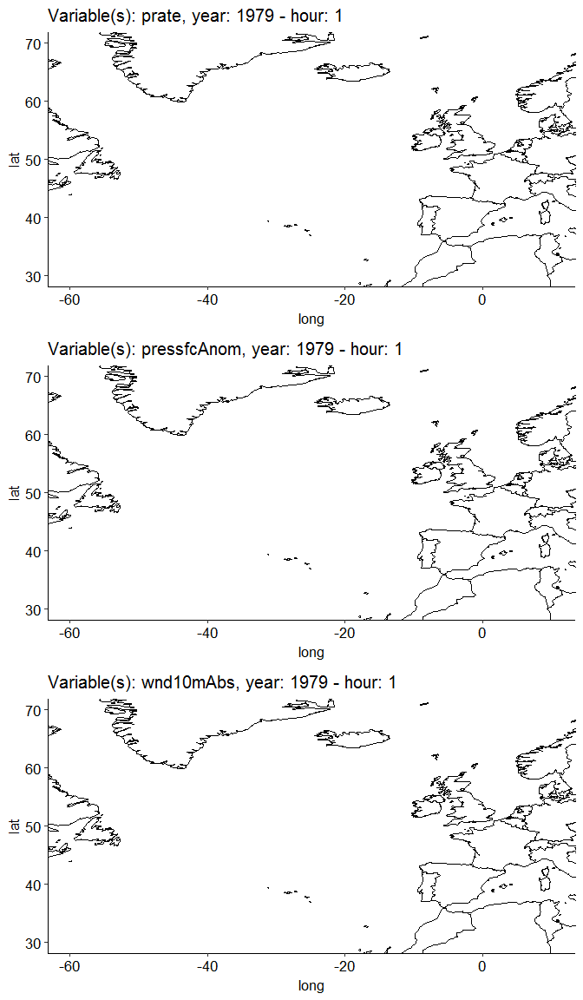 Variable(s): prate, year: 1979 - hour: 1
70
60
50
40
30
lat
-60 -40 -20 0
long
Variable(s): pressfcAnom, year: 1979 - hour: 1
70
60
50
40
30
lat
-60 -40 -20 0
long
Variable(s): wnd10mAbs, year: 1979 - hour: 1
70
60
50
40
30
lat
-60 -40 -20 0
long